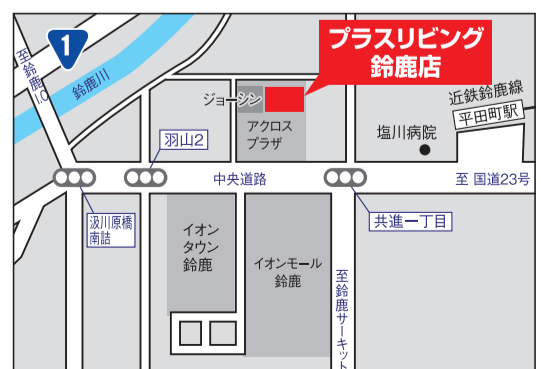 1
至鈴鹿I.C
鈴鹿川
プラスリビング
鈴鹿店
ジョーシン
アクロス
プラザ
近鉄鈴鹿線
平田町駅
塩川病院
羽山2
中央道路
至 国道23号
汲川原橋
南詰
共進一丁目
イオン
タウン
鈴鹿
イオンモール
鈴鹿
至鈴鹿サーキット